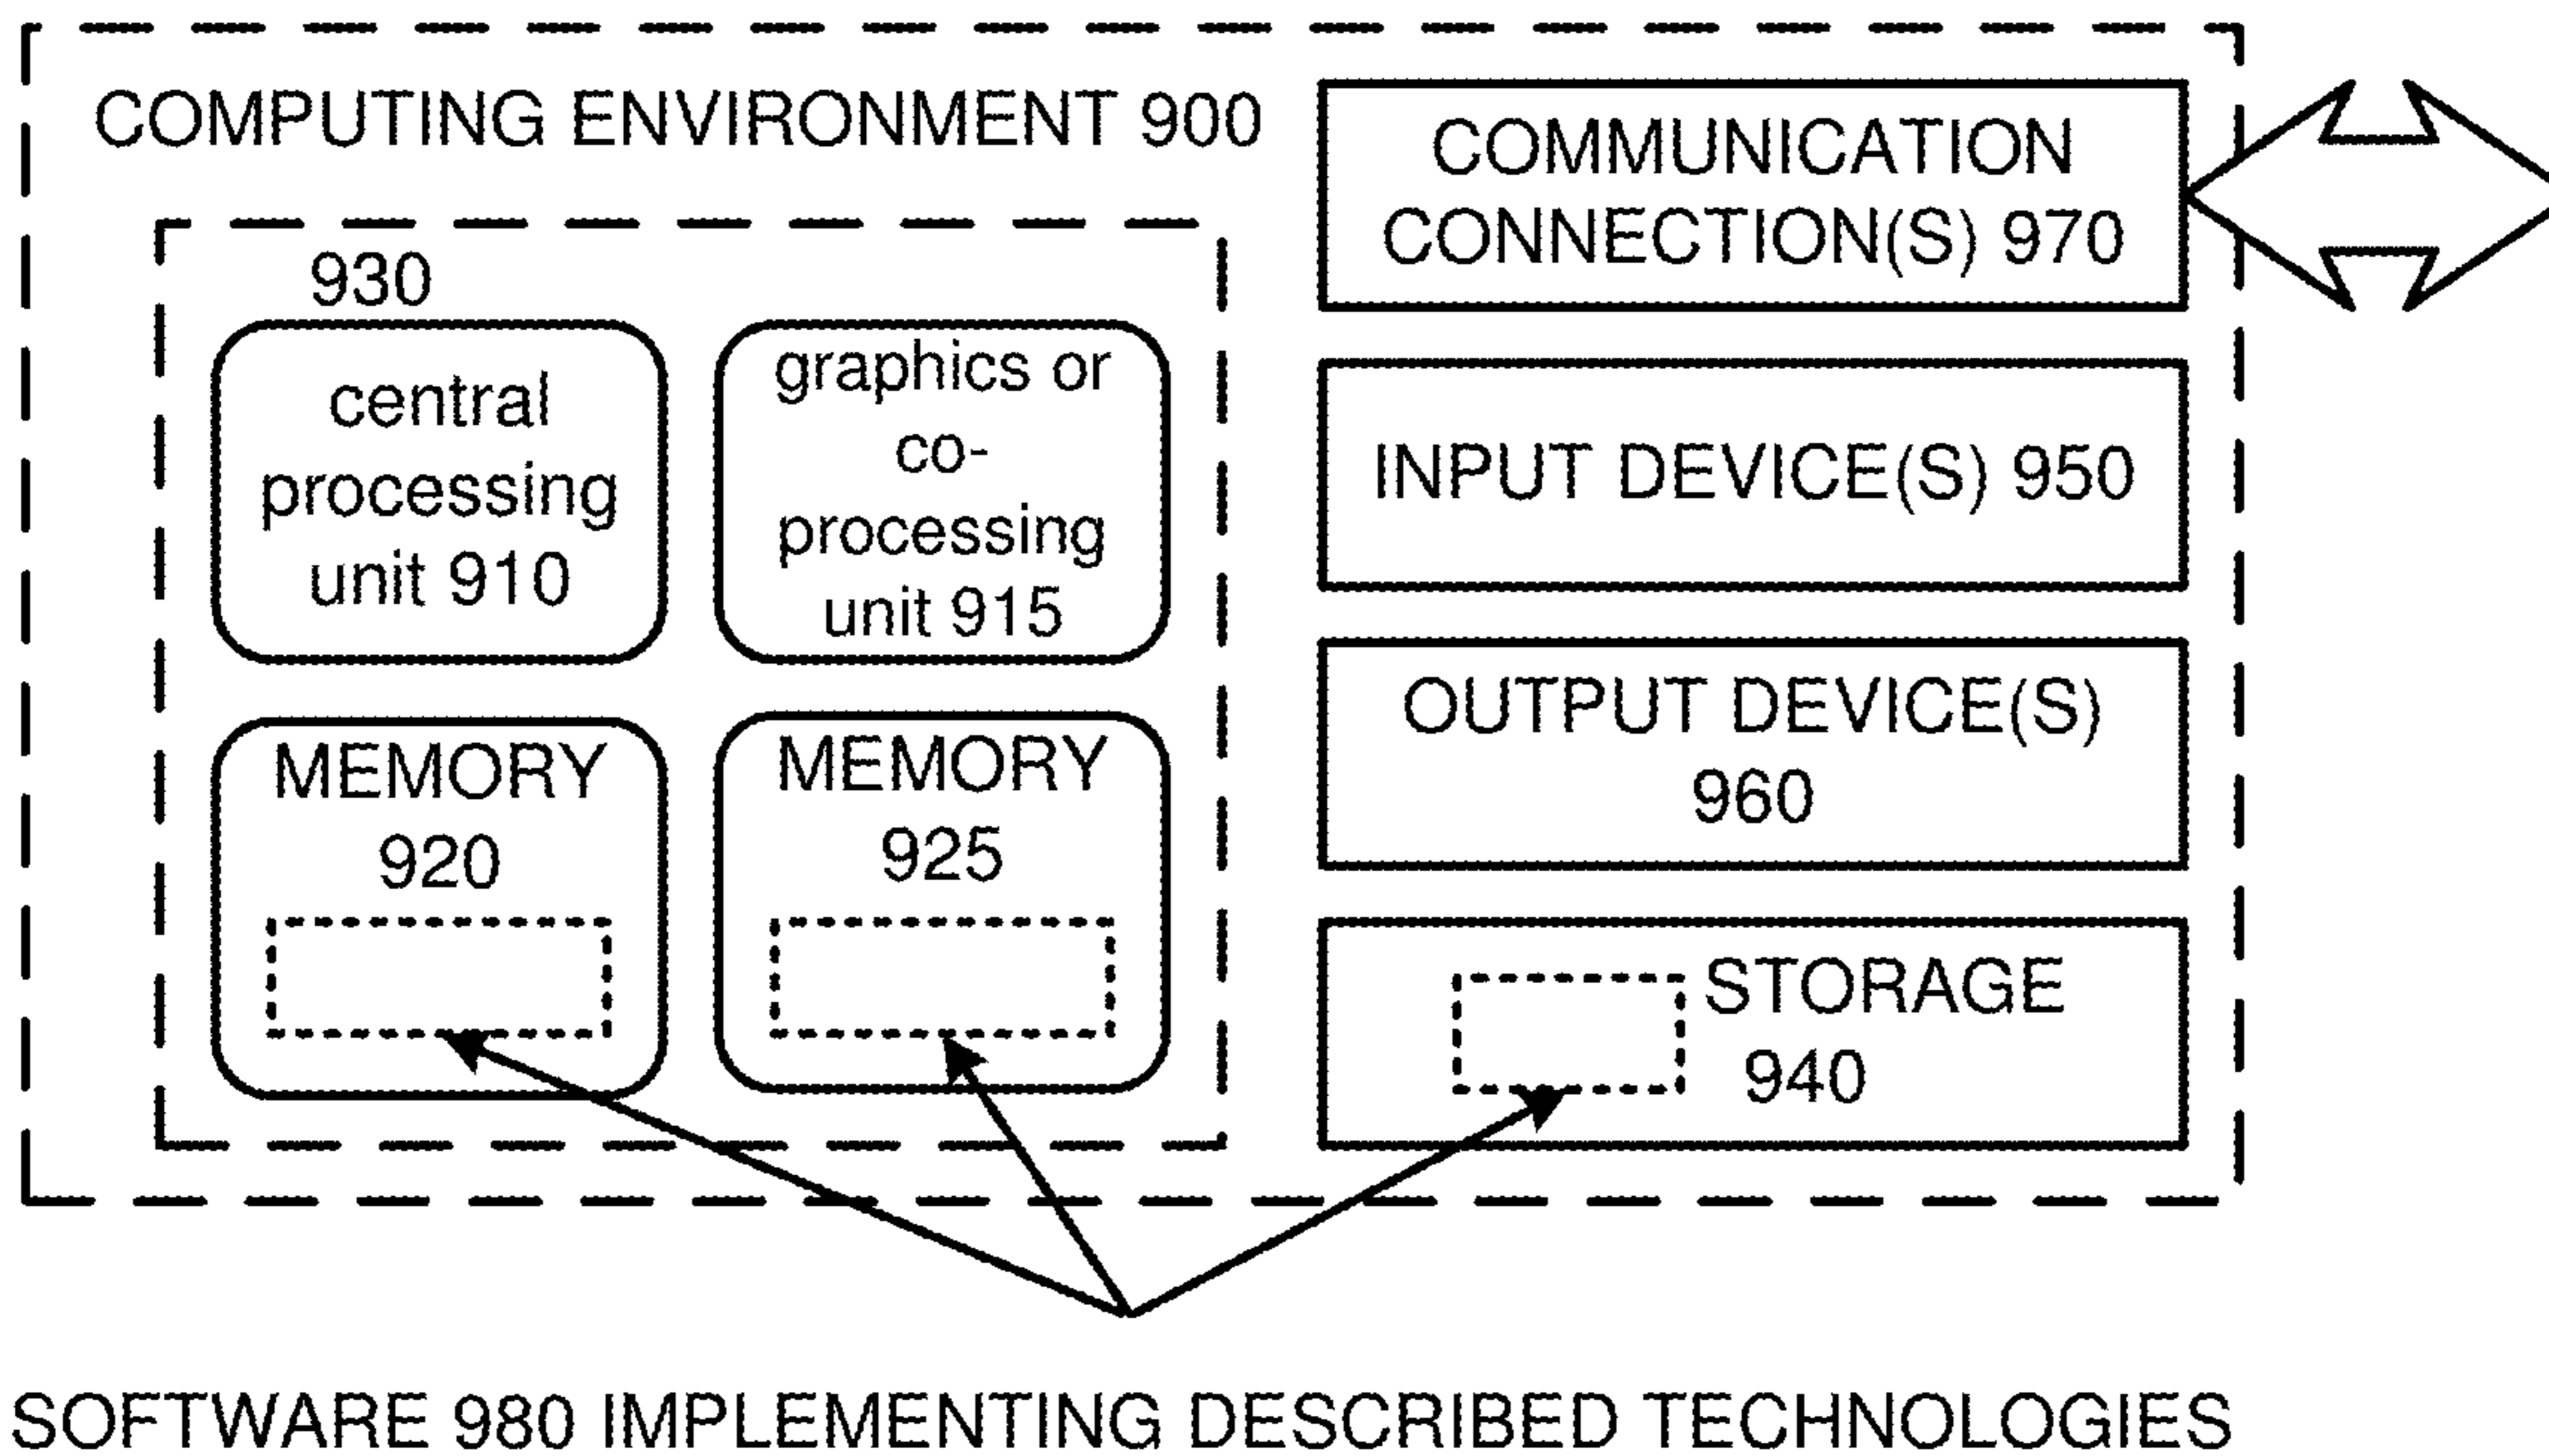 COMPUTING ENVIRONMENT 900
930
central
processing
unit 910
graphics or
co-
processing
unit 915
MEMORY
920
MEMORY
925
COMMUNICATION
CONNECTION(S) 970
INPUT DEVICE(S) 950
OUTPUT DEVICE(S)
960
STORAGE
940
SOFTWARE 980 IMPLEMENTING DESCRIBED TECHNOLOGIES